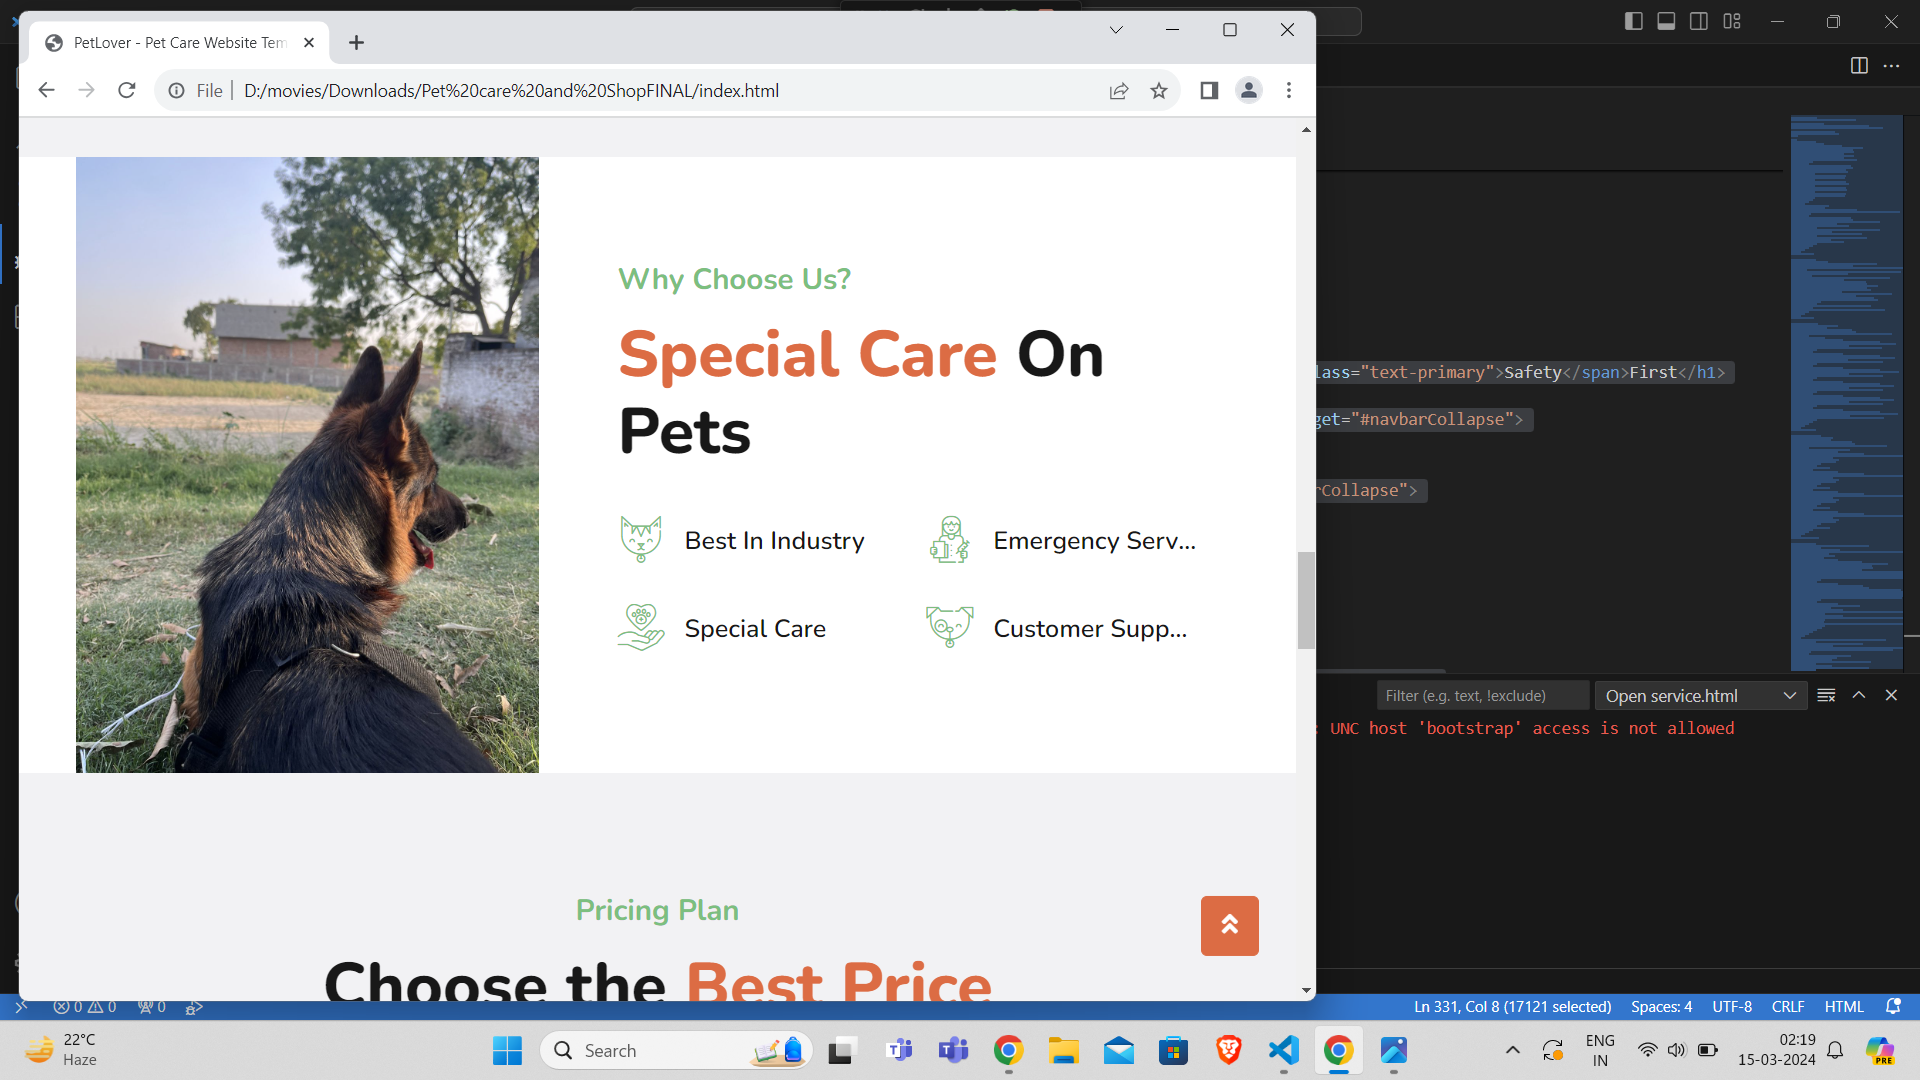 PetLover - Pet Care Website Tem
File
D:/movies/Downloads/Pet%20care%20and%20ShopFINAL/index.html
Why Choose Us?
Special Care On
Pets
Best In Industry
Emergency Serv...
Special Care
Customer Supp...
Pricing Plan
Choose the Best Price
lass="text-primary">Safety</span>First</h1>
get="#navbarCollapse">
rCollapse">
Filter (e.g. text, !exclude)
Open service.html
: UNC host 'bootstrap' access is not allowed
0 0 0
Ln 331, Col 8 (17121 selected)
Spaces: 4
UTF-8
CRLF
HTML
22°C
Haze
Search
ENG
IN
02:19
15-03-2024
PRE